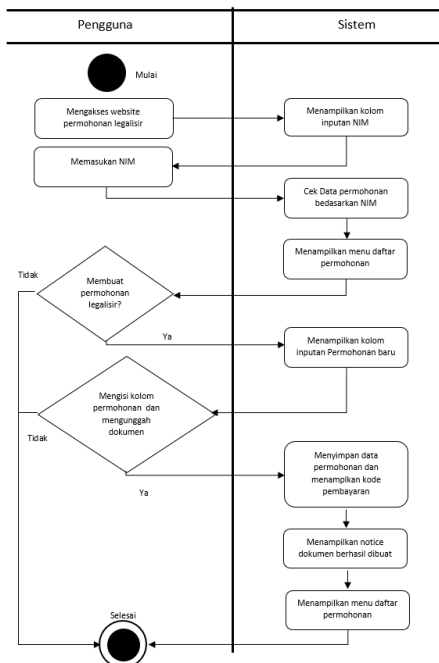 Pengguna
Sistem
Mulai
Mengakses website
permohonan legalisir
Menampilkan kolom
inputan NIM
Memasukan NIM
Cek Data permohonan
bedasarkan NIM
Menampilkan menu daftar
permohonan
Tidak
Membuat
permohonan
legalisir?
Ya
Menampilkan kolom
inputan Permohonan baru
Mengisi kolom
permohonan dan
mengunggah
dokumen
Tidak
Ya
Menyimpan data
permohonan dan
menamplkan kode
pembayaran
Menampilkan notice
dokumen berhasil dibuat
Menampilkan menu daftar
permohonan
Selesai